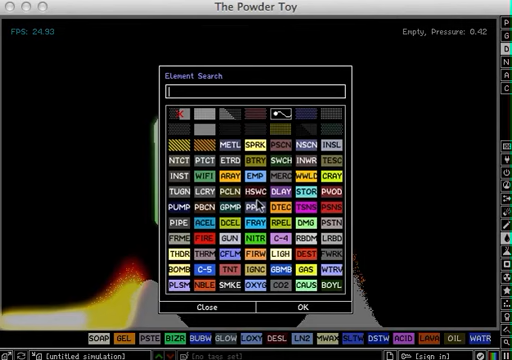 The Powder Toy
FPS: 24.93
Empty, Pressure: 0.42
Element Search
METL SPRK PSCN NSCN INSL
NTCT PTCT ETRD BTRY SWCH INWR TESC
INST WIFI ARAY EMP MERC WWLD CRAY
TUGN LCRY PCLN HSWC DLAY STOR PVOD
PUMP PBCN GPMP DTEC TSNS PSNS
PIPE ACEL DCEL FRAY RPEL DMG PSTN
FRME FIRE GUN NITR C-4 RBDM LRBD
THDR THRM CFLM FIRW LIGH DEST FWRK
BOMB C-5 TNT IGNC GBMB GAS WTRV
PLSM NBLE SMKE OXYG CO2 CAUS BOYL
Close OK
SOAP GEL PSTE BIZR BUBW GLOW LOXY DESL LN2 MWAX SLTW DSTW ACID LAVA OIL WATR
[untitled simulation]
[no tags set]
[sign in]
P
G
D
N
A
C